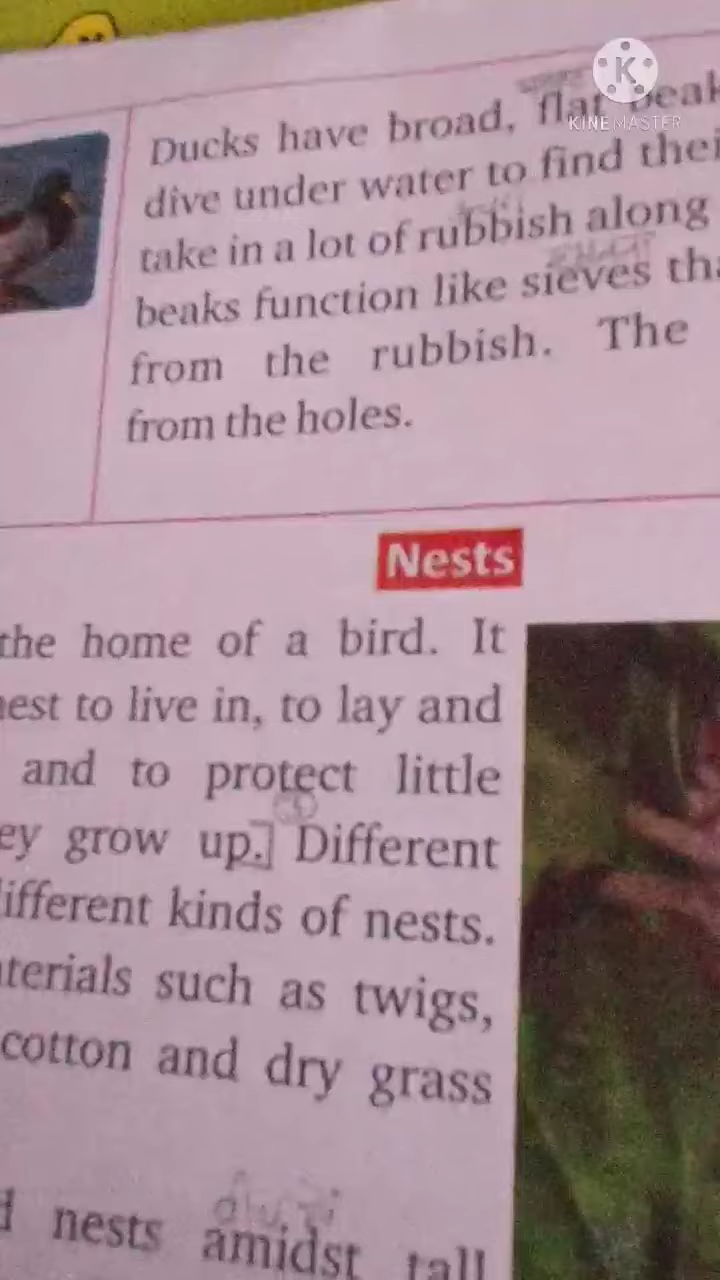 Ducks have broad, flat beak
dive under water to find thei
take in a lot of rubbish along
beaks function like sieves tha
from the rubbish. The
from the holes.
KINEMASTER
Nests
the home of a bird. It
nest to live in, to lay and
and to protect little
ey grow up.] Different
ifferent kinds of nests.
aterials such as twigs,
cotton and dry grass
nests amidst tall